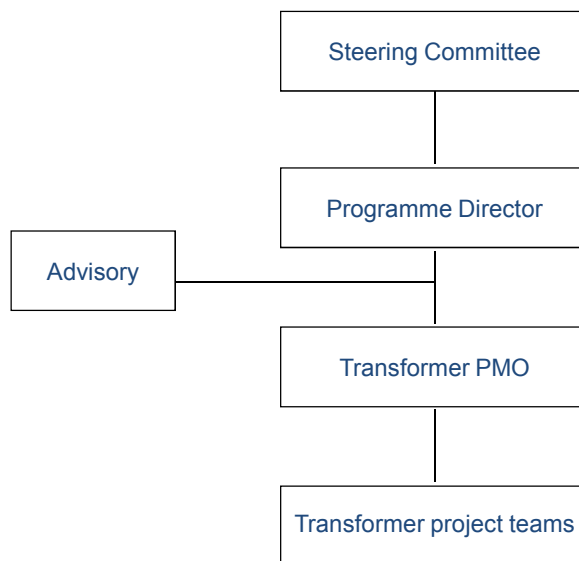 Steering Committee
Programme Director
Advisory
Transformer PMO
Transformer project teams